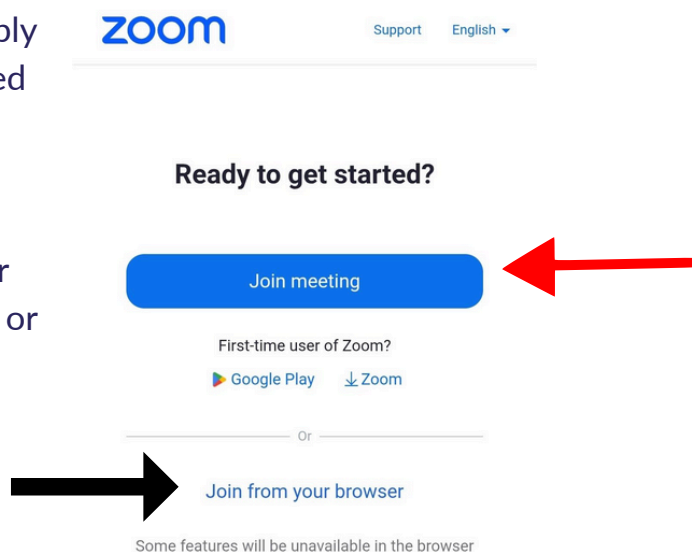 zoom
Support English
Ready to get started?
Join meeting
or
First-time user of Zoom?
Google Play Zoom
Or
Join from your browser
Some features will be unavailable in the browser